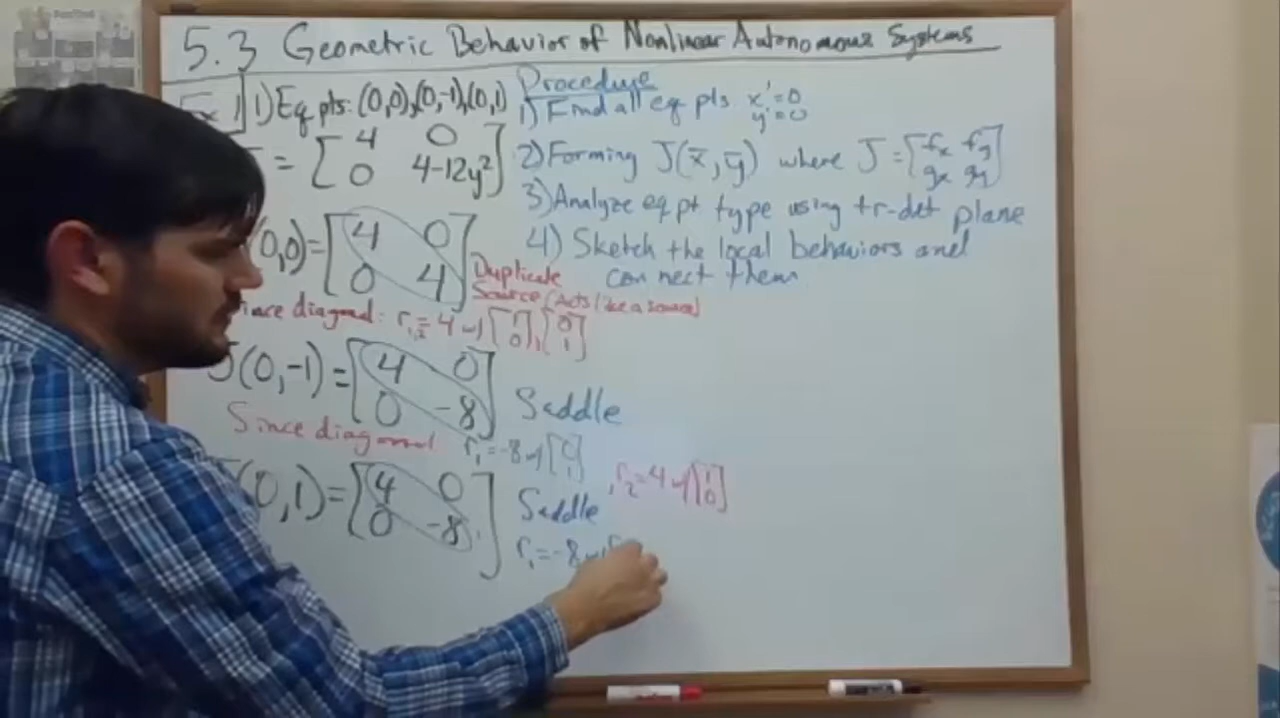 5.3 Geometric Behavior of Nonlinear Autonomous Systems
Ex 1 1) Eq pts: (0,0),(0,-1),(0,1)
= [4 0
0 4-12y²]
(0,0) = [4 0
0 4]
Duplicate
Source (Acts like a source)
Since diagonal: r₁,₂ = 4 w/ [1 0], [0 1]
J(0,-1) = [4 0
0 -8]
Saddle
Since diagonal
r₁ = -8 w/ [0 1], r₂ = 4 w/ [1 0]
(0,1) = [4 0
0 -8]
Saddle
r₁ = -8 w/
Procedure
1) Find all eq pts x'=0
y'=0
2) Forming J(x̄, ȳ) where J = [fx fy
gx gy]
3) Analyze eq pt type using tr-det plane
4) Sketch the local behaviors and
connect them